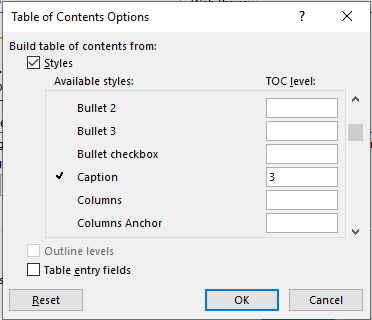 Table of Contents Options ? ×
Build table of contents from:
Styles
Available styles: TOC level:
Bullet 2
Bullet 3
Bullet checkbox
Caption 3
Columns
Columns Anchor
Outline levels
Table entry fields
Reset OK Cancel